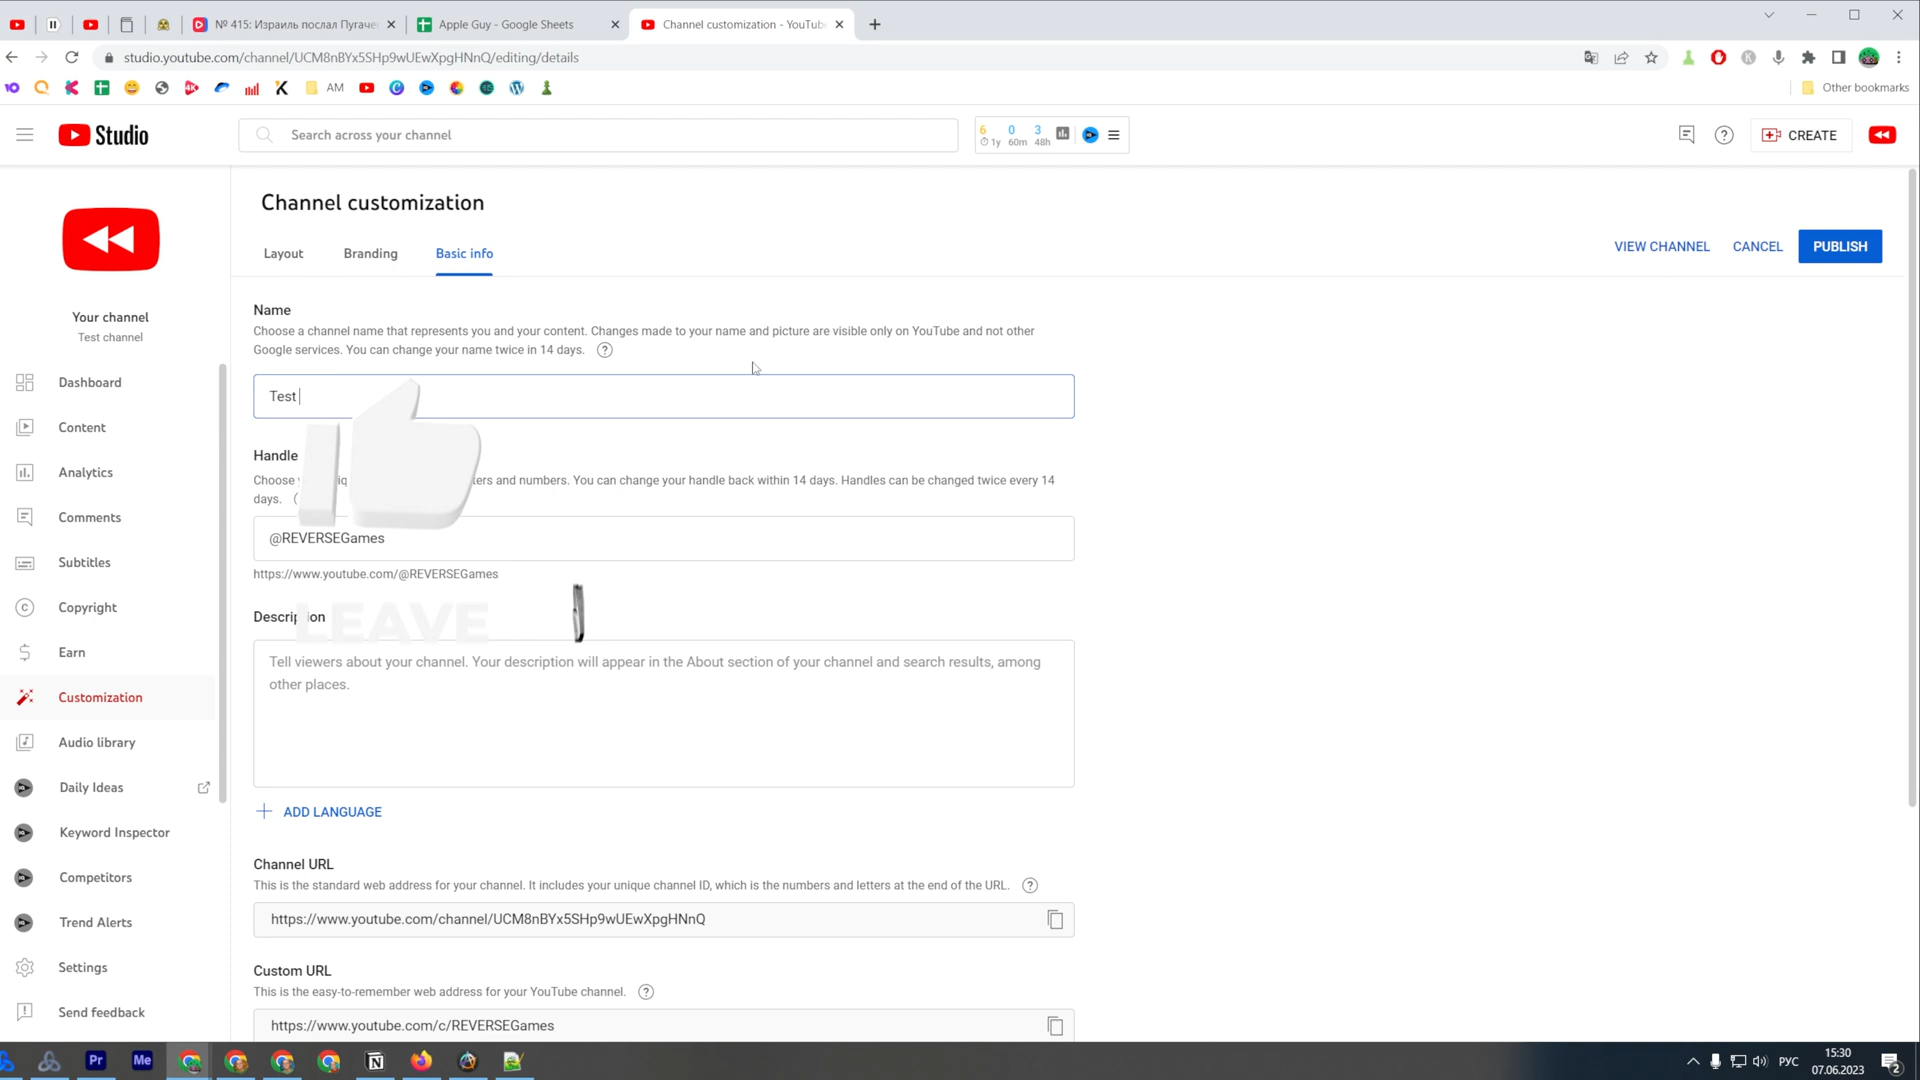 № 415: Израиль послал Пугаче
Apple Guy - Google Sheets
Channel customization - YouTub
studio.youtube.com/channel/UCM8nBYx5SHp9wUEwXpgHNnQ/editing/details
AM
Other bookmarks
Studio
Search across your channel
6 0 3
1y 60m 48h
CREATE
Channel customization
Layout Branding Basic info
VIEW CHANNEL CANCEL PUBLISH
Your channel
Test channel
Dashboard
Content
Analytics
Comments
Subtitles
Copyright
Earn
Customization
Audio library
Daily Ideas
Keyword Inspector
Competitors
Trend Alerts
Settings
Send feedback
Name
Choose a channel name that represents you and your content. Changes made to your name and picture are visible only on YouTube and not other
Google services. You can change your name twice in 14 days.
Test
Handle
Choose ters and numbers. You can change your handle back within 14 days. Handles can be changed twice every 14
days.
@REVERSEGames
https://www.youtube.com/@REVERSEGames
LEAVE
Description
Tell viewers about your channel. Your description will appear in the About section of your channel and search results, among
other places.
ADD LANGUAGE
Channel URL
This is the standard web address for your channel. It includes your unique channel ID, which is the numbers and letters at the end of the URL.
https://www.youtube.com/channel/UCM8nBYx5SHp9wUEwXpgHNnQ
Custom URL
This is the easy-to-remember web address for your YouTube channel.
https://www.youtube.com/c/REVERSEGames
Pr Me
РУС
15:30
07.06.2023
2